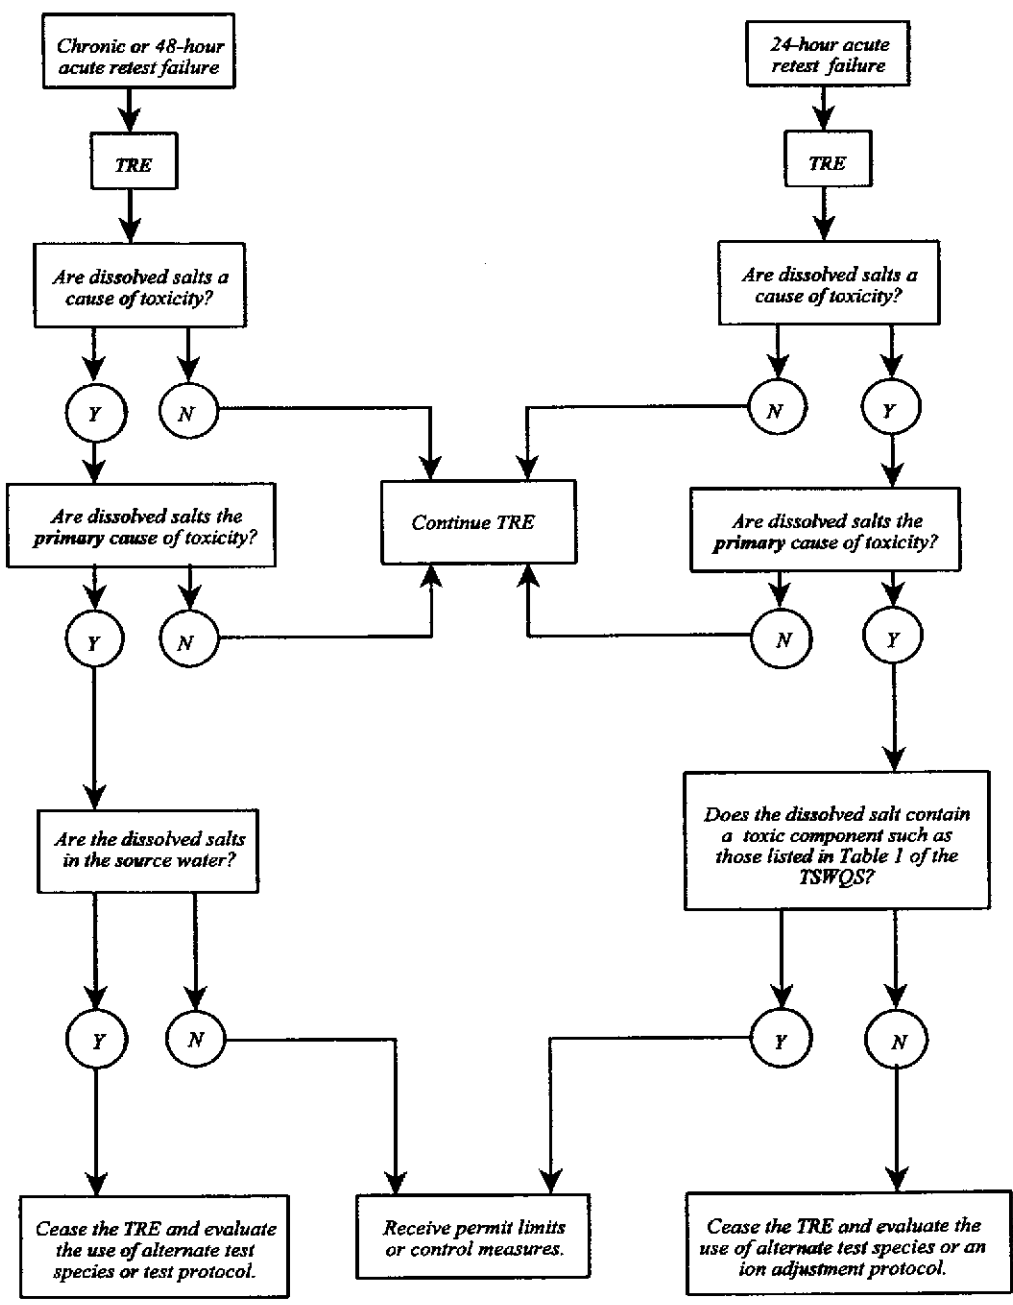 Chronic or 48-hour
acute retest failure
24-hour acute
retest failure
TRE
TRE
Are dissolved salts a
cause of toxicity?
Are dissolved salts a
cause of toxicity?
Y
N
N
Y
Are dissolved salts the
primary cause of toxicity?
Continue TRE
Are dissolved salts the
primary cause of toxicity?
Y
N
N
Y
Are the dissolved salts
in the source water?
Does the dissolved salt contain
a toxic component such as
those listed in Table 1 of the
TSWQS?
Y
N
Y
N
Cease the TRE and evaluate
the use of alternate test
species or test protocol.
Receive permit limits
or control measures.
Cease the TRE and evaluate the
use of alternate test species or an
ion adjustment protocol.